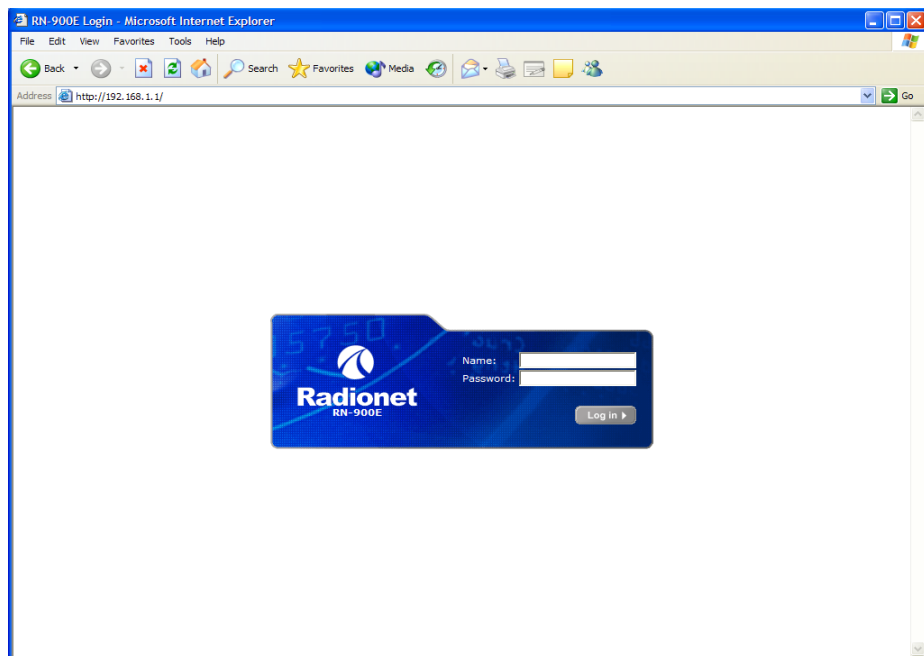 RN-900E Login - Microsoft Internet Explorer
File Edit View Favorites Tools Help
Back Search Favorites Media
Address http://192.168.1.1/ Go
5750
Name:
Password:
Radionet
RN-900E
Log in